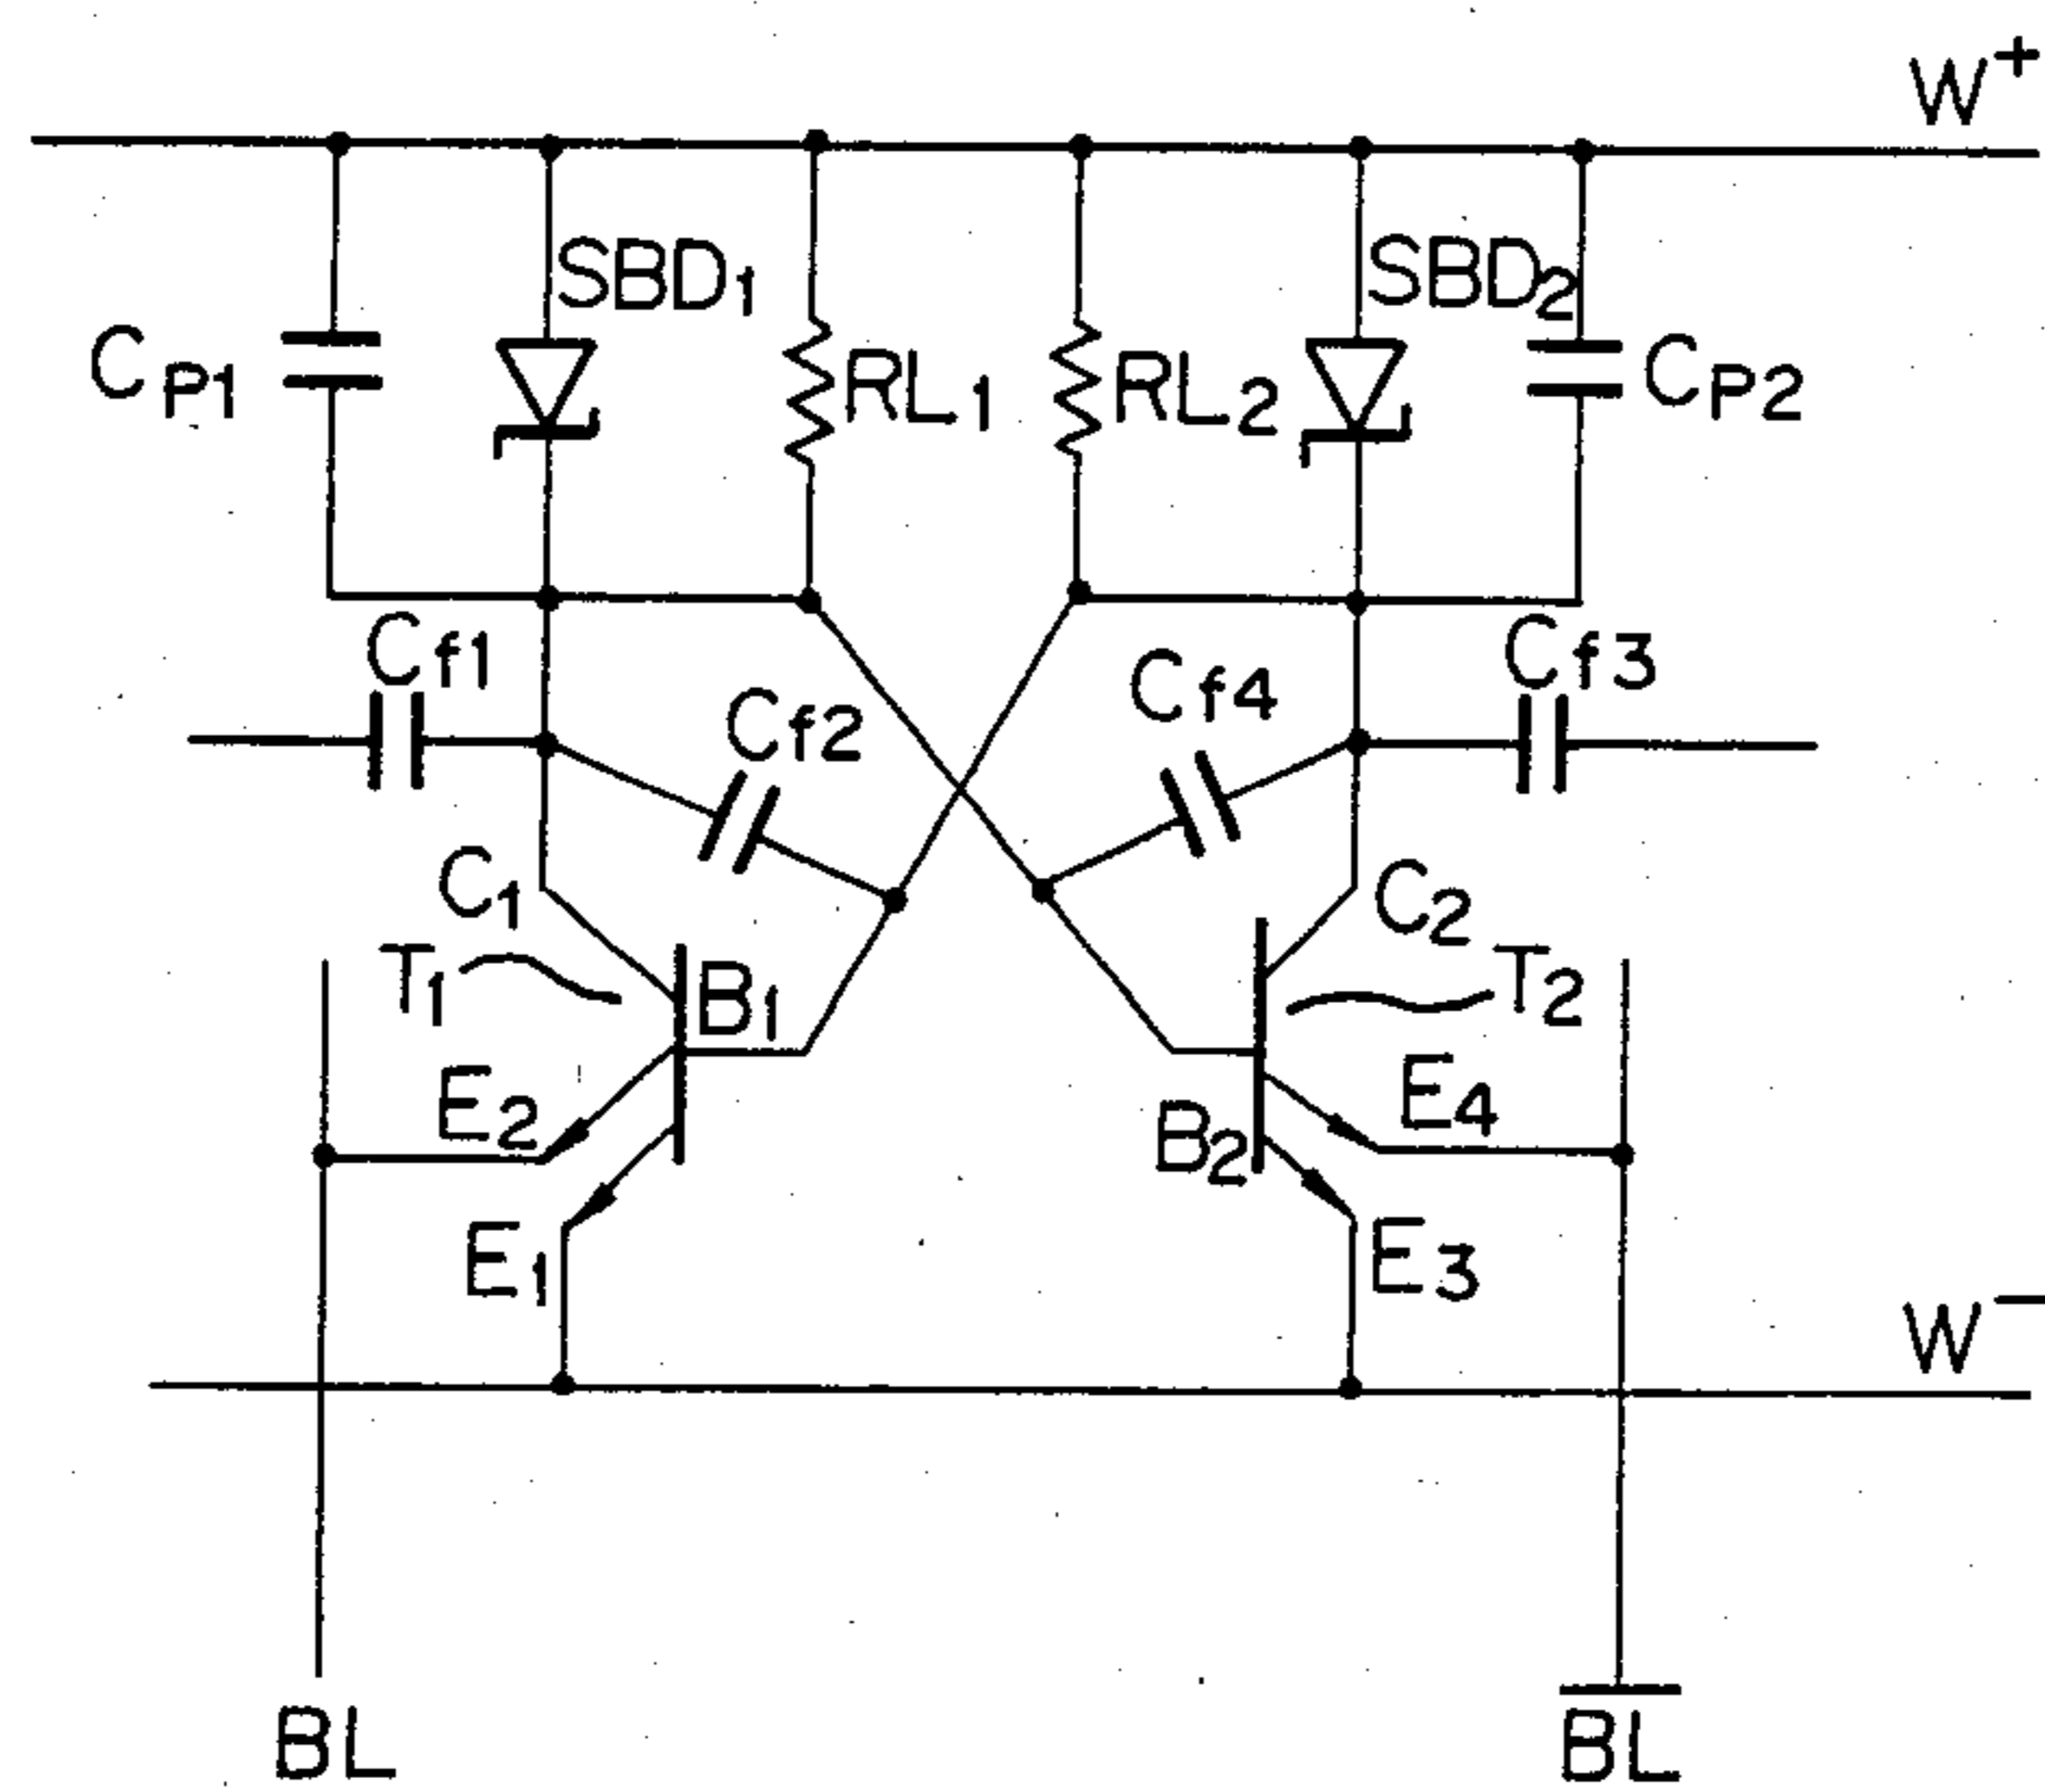 W+
SBD1
SBD2
CP1
RL1
RL2
CP2
Cf1
Cf2
Cf4
Cf3
C1
C2
T1
B1
T2
E2
E4
B2
E1
E3
W−
BL
B̅L̅